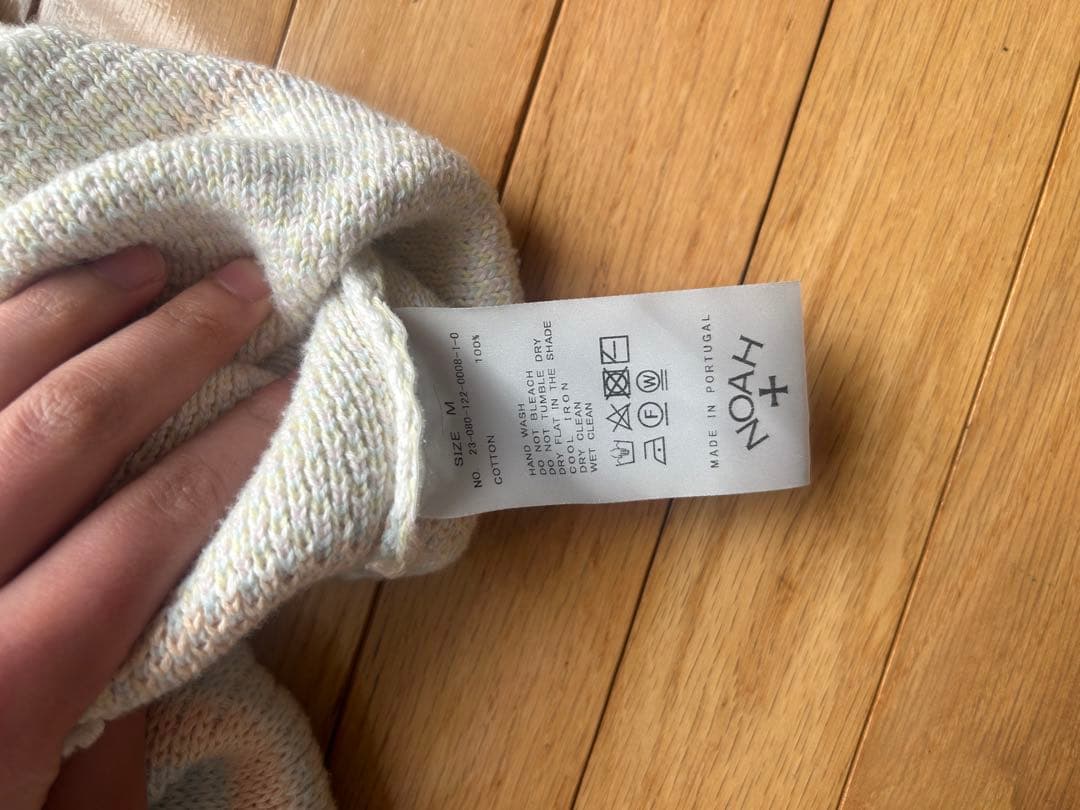 SIZE M
NO 23-080-122-0008-1-0
COTTON 100%
HAND WASH
DO NOT BLEACH
DO NOT TUMBLE DRY
DRY FLAT IN THE SHADE
COOL IRON
DRY CLEAN
WET CLEAN
F W
MADE IN PORTUGAL
NOAH